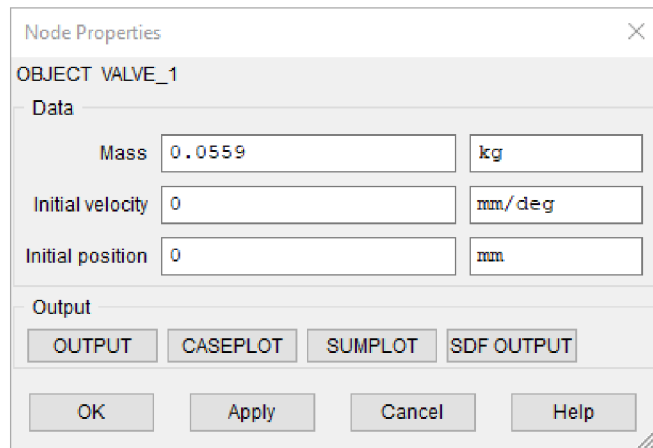 Node Properties
OBJECT VALVE_1
Data
Mass 0.0559 kg
Initial velocity 0 mm/deg
Initial position 0 mm
Output
OUTPUT CASEPLOT SUMPLOT SDF OUTPUT
OK Apply Cancel Help